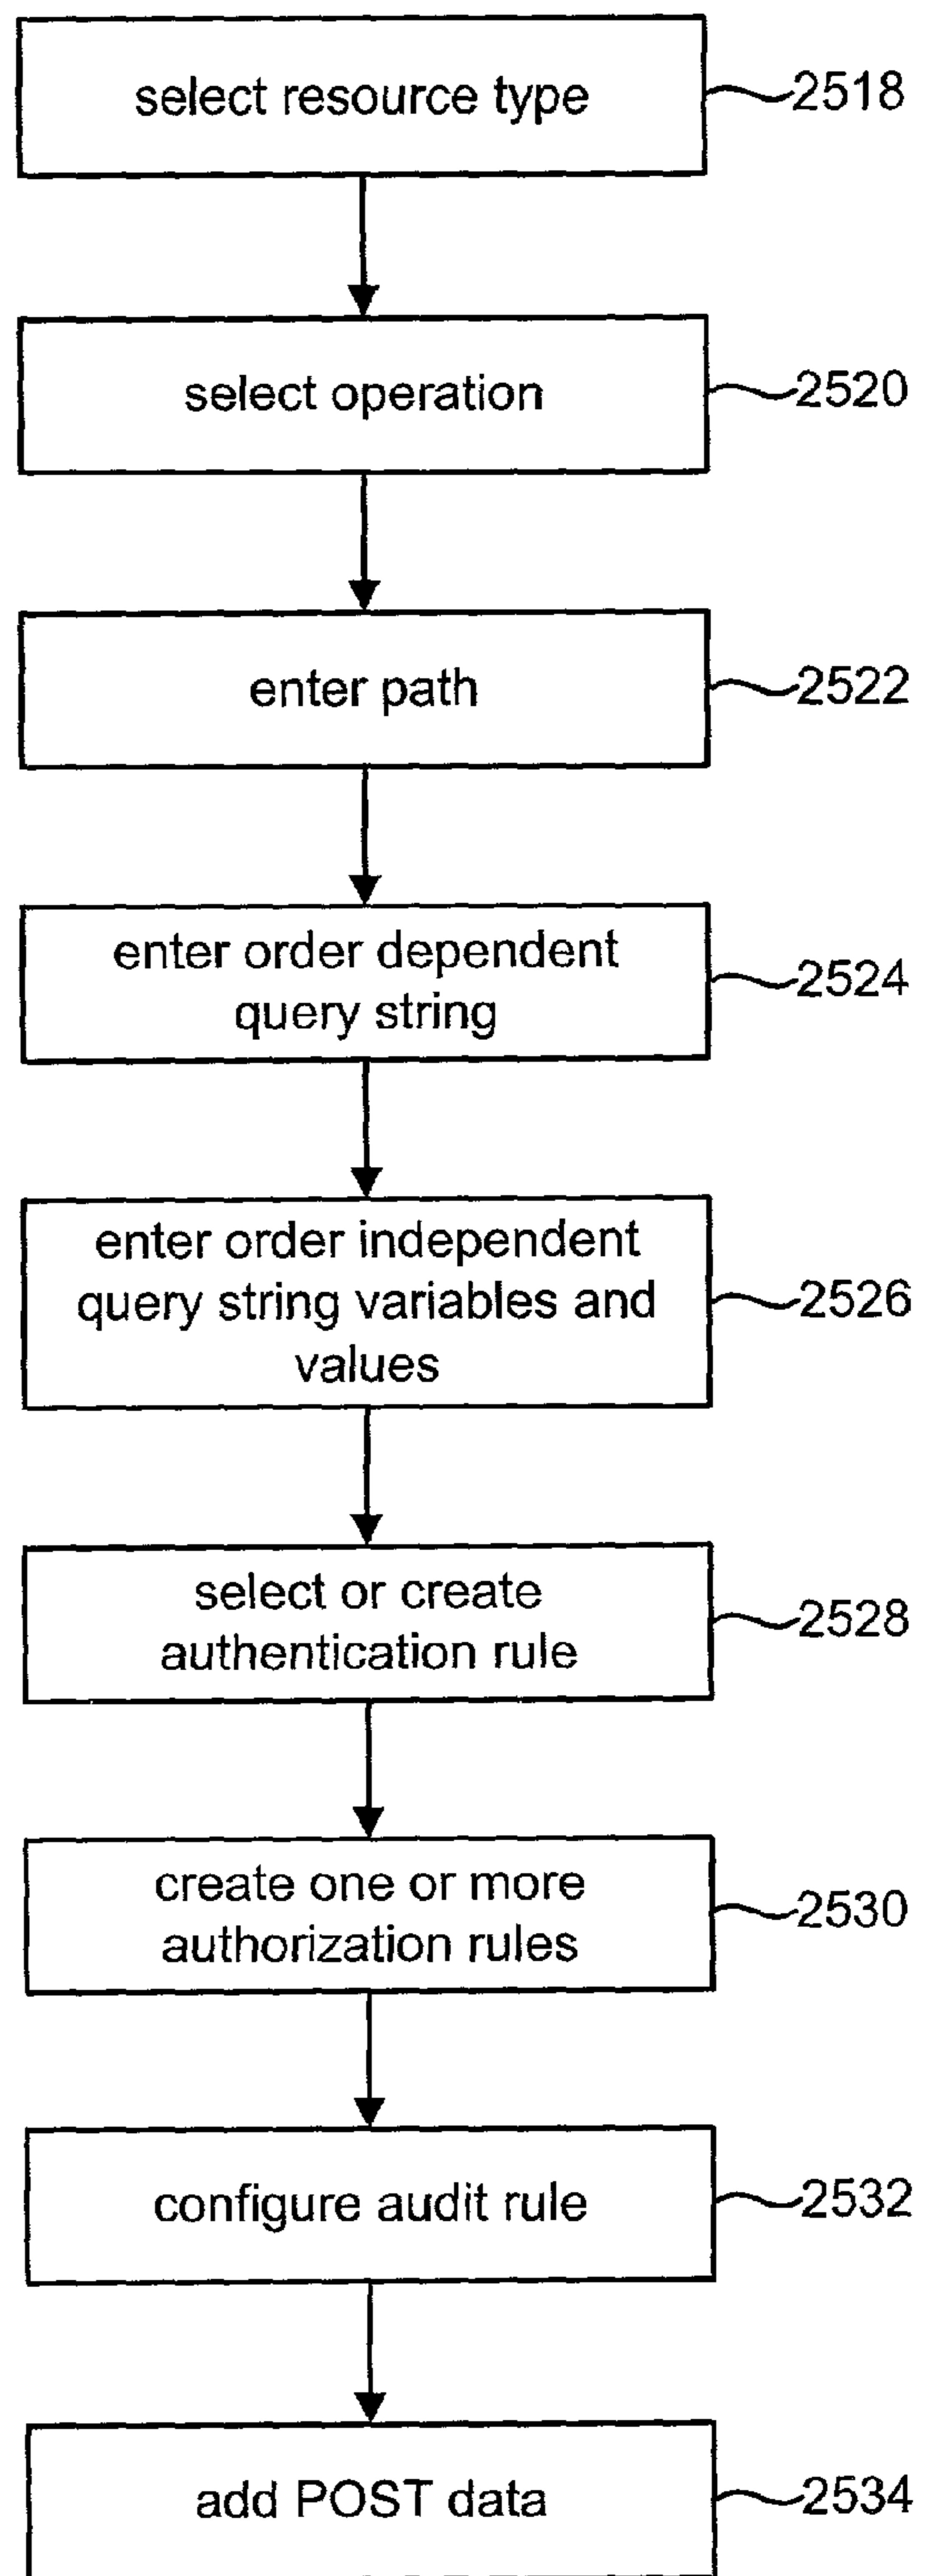 select resource type
2518
select operation
2520
enter path
2522
enter order dependent
query string
2524
enter order independent
query string variables and
values
2526
select or create
authentication rule
2528
create one or more
authorization rules
2530
configure audit rule
2532
add POST data
2534